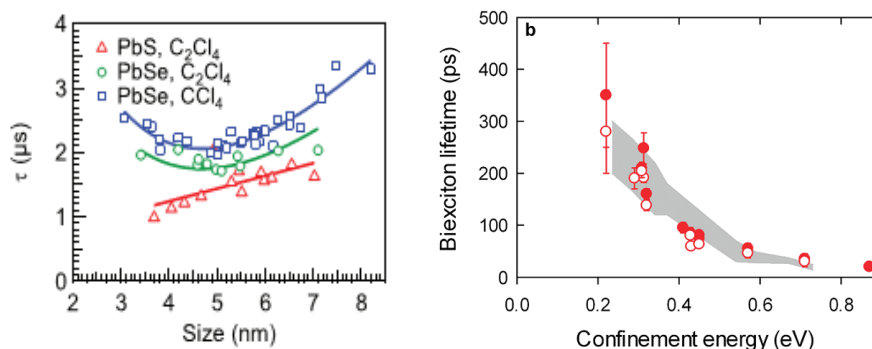 PbS, C₂Cl₄
PbSe, C₂Cl₄
PbSe, CCl₄
4
3
2
1
0
τ (μs)
2 3 4 5 6 7 8
Size (nm)
b
500
400
300
200
100
0
Biexciton lifetime (ps)
0.0 0.2 0.4 0.6 0.8
Confinement energy (eV)